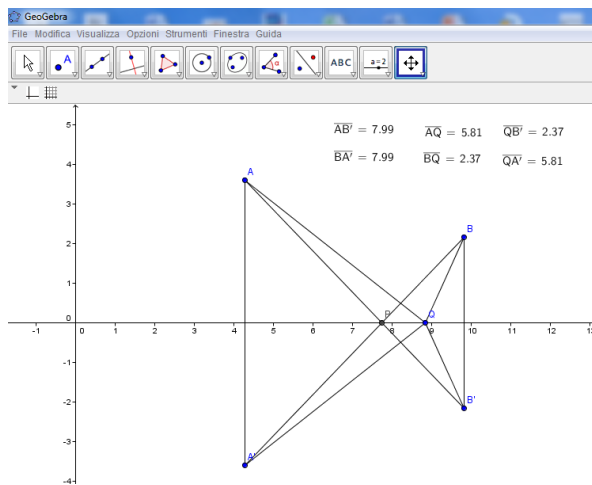 GeoGebra
File Modifica Visualizza Opzioni Strumenti Finestra Guida
A α ABC a=2
AB' = 7.99 AQ = 5.81 QB' = 2.37
BA' = 7.99 BQ = 2.37 QA' = 5.81
5
A
4
3
B
2
1
0 P Q
-1 0 1 2 3 4 5 6 7 8 9 10 11 12 13
-1
-2 B'
-3
A'
-4